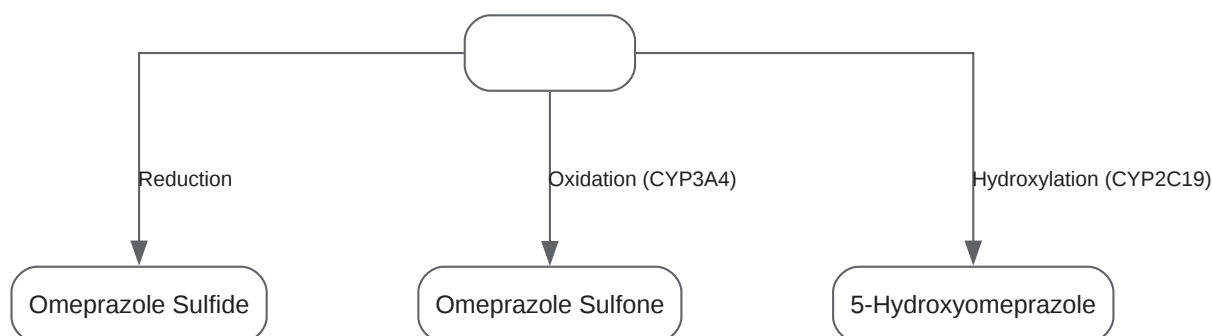 Reduction
Oxidation (CYP3A4)
Hydroxylation (CYP2C19)
Omeprazole Sulfide
Omeprazole Sulfone
5-Hydroxyomeprazole